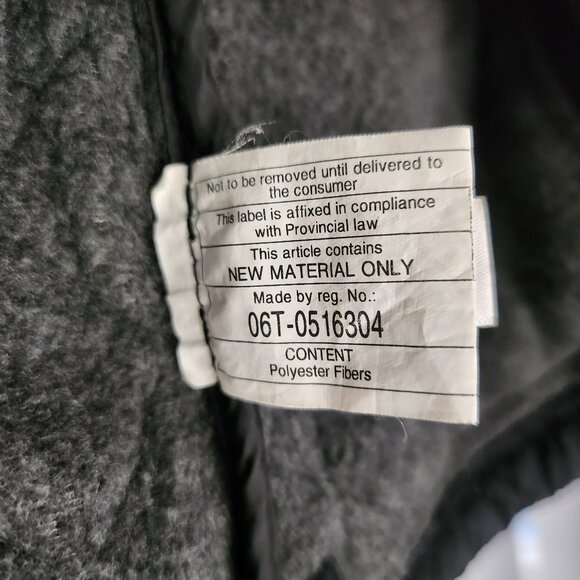 Not to be removed until delivered to
the consumer
This label is affixed in compliance
with Provincial law
This article contains
NEW MATERIAL ONLY
Made by reg. No.:
06T-0516304
CONTENT
Polyester Fibers